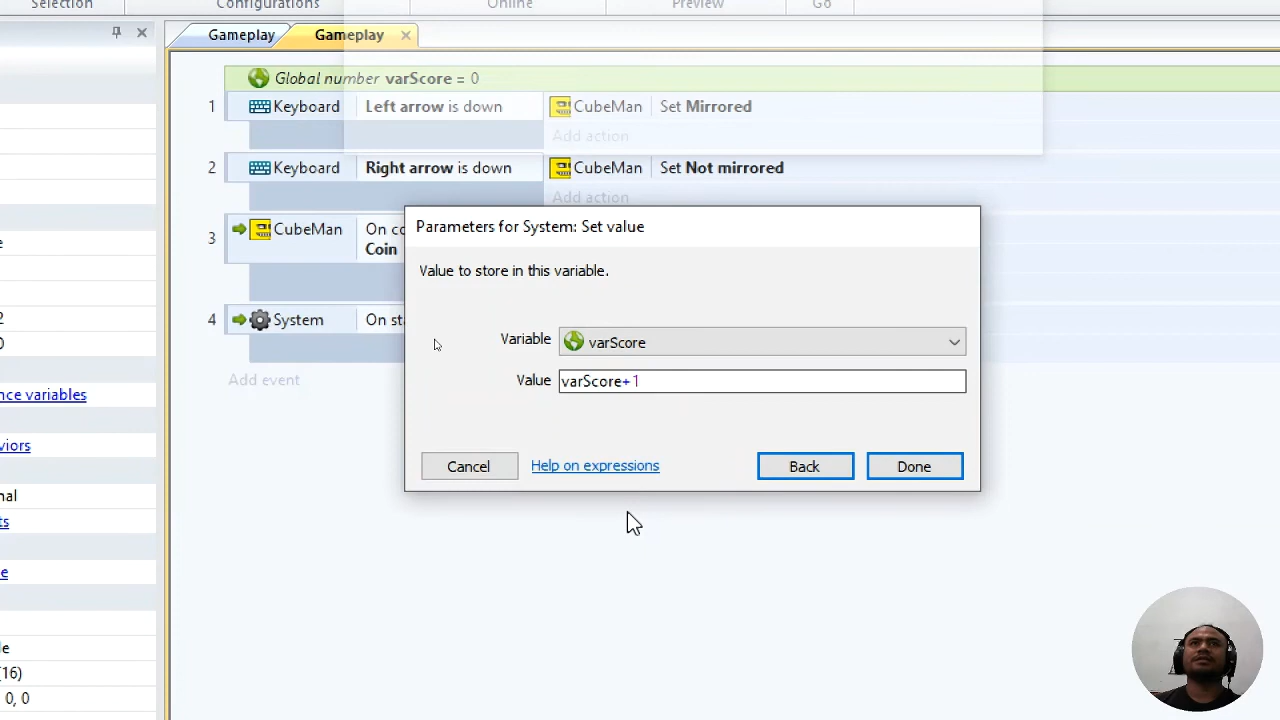 Selection
Configurations
Online
Preview
Go
Gameplay
Gameplay
Global number varScore = 0
1
Keyboard
Left arrow is down
CubeMan
Set Mirrored
Add action
2
Keyboard
Right arrow is down
CubeMan
Set Not mirrored
Add action
3
CubeMan
On co
Coin
4
System
On st
Add event
Parameters for System: Set value
Value to store in this variable.
Variable
varScore
Value
varScore+1
Cancel
Help on expressions
Back
Done
e
2
0
nce variables
viors
nal
ts
e
le
(16)
0, 0